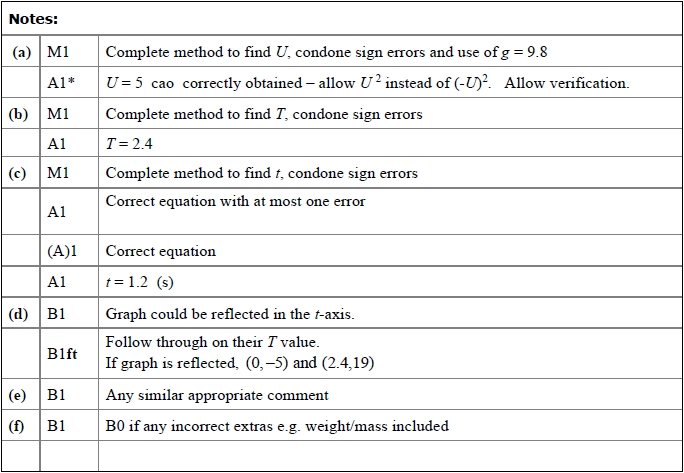 Notes:
(a) M1 Complete method to find U, condone sign errors and use of g = 9.8
A1* U = 5 cao correctly obtained – allow U² instead of (-U)². Allow verification.
(b) M1 Complete method to find T, condone sign errors
A1 T = 2.4
(c) M1 Complete method to find t, condone sign errors
A1 Correct equation with at most one error
(A)1 Correct equation
A1 t = 1.2 (s)
(d) B1 Graph could be reflected in the t-axis.
B1ft Follow through on their T value.
If graph is reflected, (0,–5) and (2.4,19)
(e) B1 Any similar appropriate comment
(f) B1 B0 if any incorrect extras e.g. weight/mass included